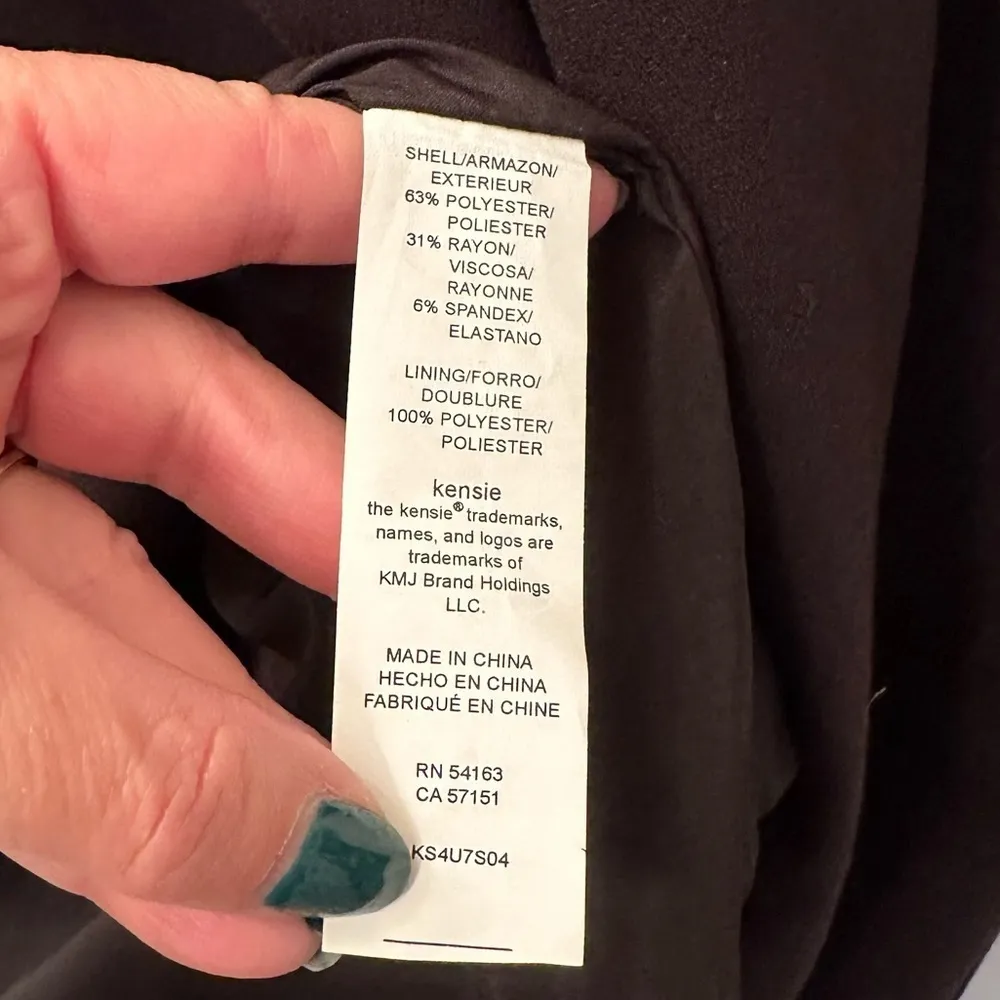 SHELL/ARMAZON/
EXTERIEUR
63% POLYESTER/
POLIESTER
31% RAYON/
VISCOSA/
RAYONNE
6% SPANDEX/
ELASTANO
LINING/FORRO/
DOUBLURE
100% POLYESTER/
POLIESTER
kensie
the kensie® trademarks,
names, and logos are
trademarks of
KMJ Brand Holdings
LLC.
MADE IN CHINA
HECHO EN CHINA
FABRIQUÉ EN CHINE
RN 54163
CA 57151
KS4U7S04